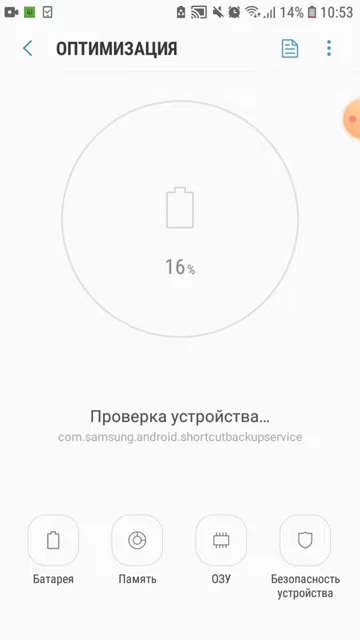 14% 10:53
ОПТИМИЗАЦИЯ
16%
Проверка устройства...
com.samsung.android.shortcutbackupservice
Батарея Память ОЗУ Безопасность
устройства